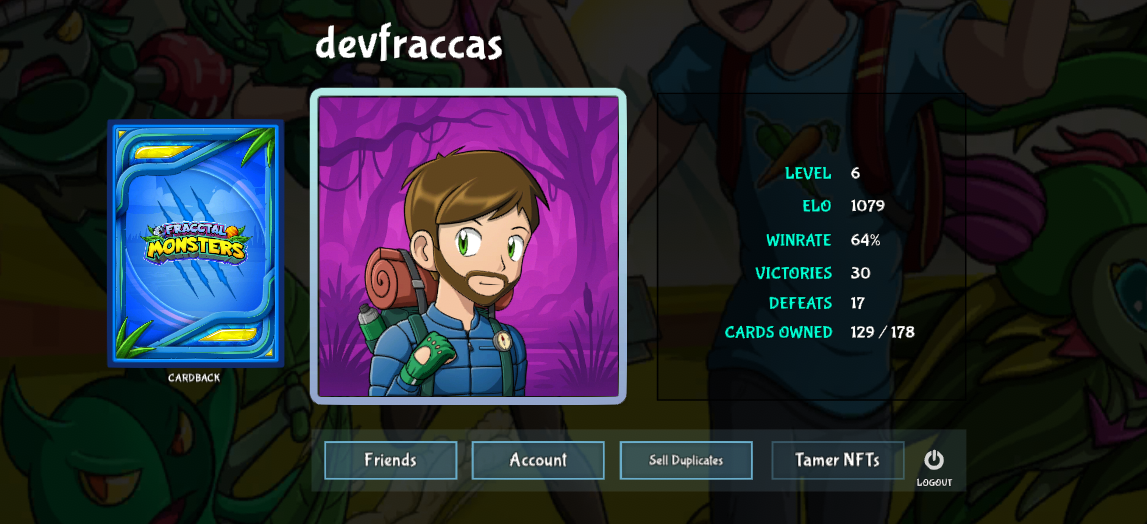 devfraccas
FRACCTAL
MONSTERS
CARDBACK
LEVEL 6
ELO 1079
WINRATE 64%
VICTORIES 30
DEFEATS 17
CARDS OWNED 129 / 178
Friends
Account
Sell Duplicates
Tamer NFTs
LOGOUT